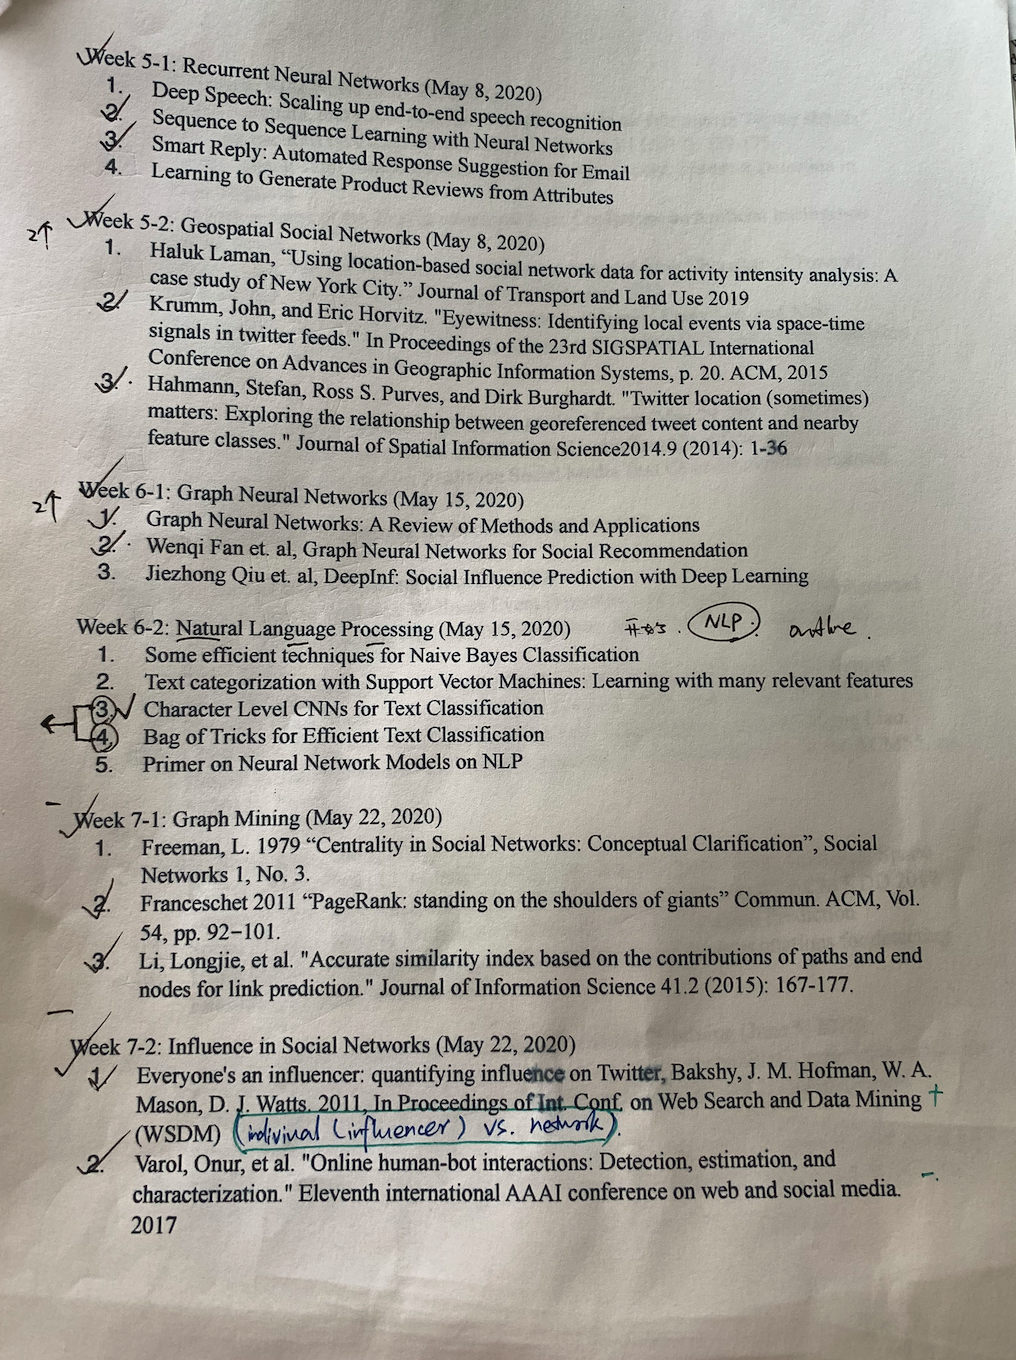 Week 5-1: Recurrent Neural Networks (May 8, 2020)
1. Deep Speech: Scaling up end-to-end speech recognition
2. Sequence to Sequence Learning with Neural Networks
3. Smart Reply: Automated Response Suggestion for Email
4. Learning to Generate Product Reviews from Attributes
2↑ Week 5-2: Geospatial Social Networks (May 8, 2020)
1. Haluk Laman, “Using location-based social network data for activity intensity analysis: A
case study of New York City.” Journal of Transport and Land Use 2019
2. Krumm, John, and Eric Horvitz. "Eyewitness: Identifying local events via space-time
signals in twitter feeds." In Proceedings of the 23rd SIGSPATIAL International
Conference on Advances in Geographic Information Systems, p. 20. ACM, 2015
3. Hahmann, Stefan, Ross S. Purves, and Dirk Burghardt. "Twitter location (sometimes)
matters: Exploring the relationship between georeferenced tweet content and nearby
feature classes." Journal of Spatial Information Science2014.9 (2014): 1-36
2↑ Week 6-1: Graph Neural Networks (May 15, 2020)
1. Graph Neural Networks: A Review of Methods and Applications
2. Wenqi Fan et. al, Graph Neural Networks for Social Recommendation
3. Jiezhong Qiu et. al, DeepInf: Social Influence Prediction with Deep Learning
Week 6-2: Natural Language Processing (May 15, 2020) NLP
1. Some efficient techniques for Naive Bayes Classification
2. Text categorization with Support Vector Machines: Learning with many relevant features
3. Character Level CNNs for Text Classification
4. Bag of Tricks for Efficient Text Classification
5. Primer on Neural Network Models on NLP
Week 7-1: Graph Mining (May 22, 2020)
1. Freeman, L. 1979 “Centrality in Social Networks: Conceptual Clarification”, Social
Networks 1, No. 3.
2. Franceschet 2011 “PageRank: standing on the shoulders of giants” Commun. ACM, Vol.
54, pp. 92–101.
3. Li, Longjie, et al. "Accurate similarity index based on the contributions of paths and end
nodes for link prediction." Journal of Information Science 41.2 (2015): 167-177.
Week 7-2: Influence in Social Networks (May 22, 2020)
1. Everyone's an influencer: quantifying influence on Twitter, Bakshy, J. M. Hofman, W. A.
Mason, D. J. Watts. 2011, In Proceedings of Int. Conf. on Web Search and Data Mining
(WSDM) (indivinal (influencer) vs. network).
2. Varol, Onur, et al. "Online human-bot interactions: Detection, estimation, and
characterization." Eleventh international AAAI conference on web and social media.
2017